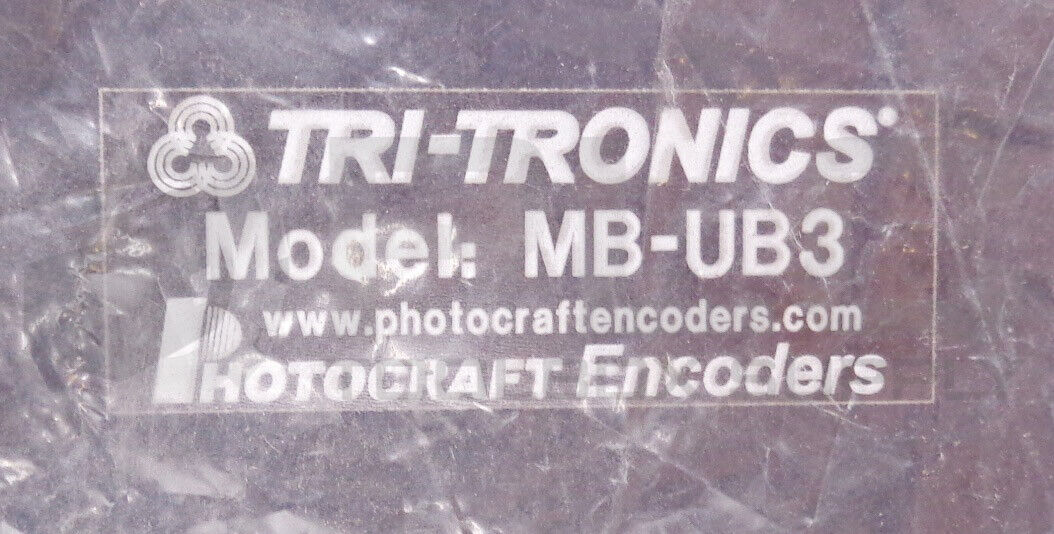 TRI-TRONICS®
Model: MB-UB3
www.photocraftencoders.com
PHOTOCRAFT Encoders